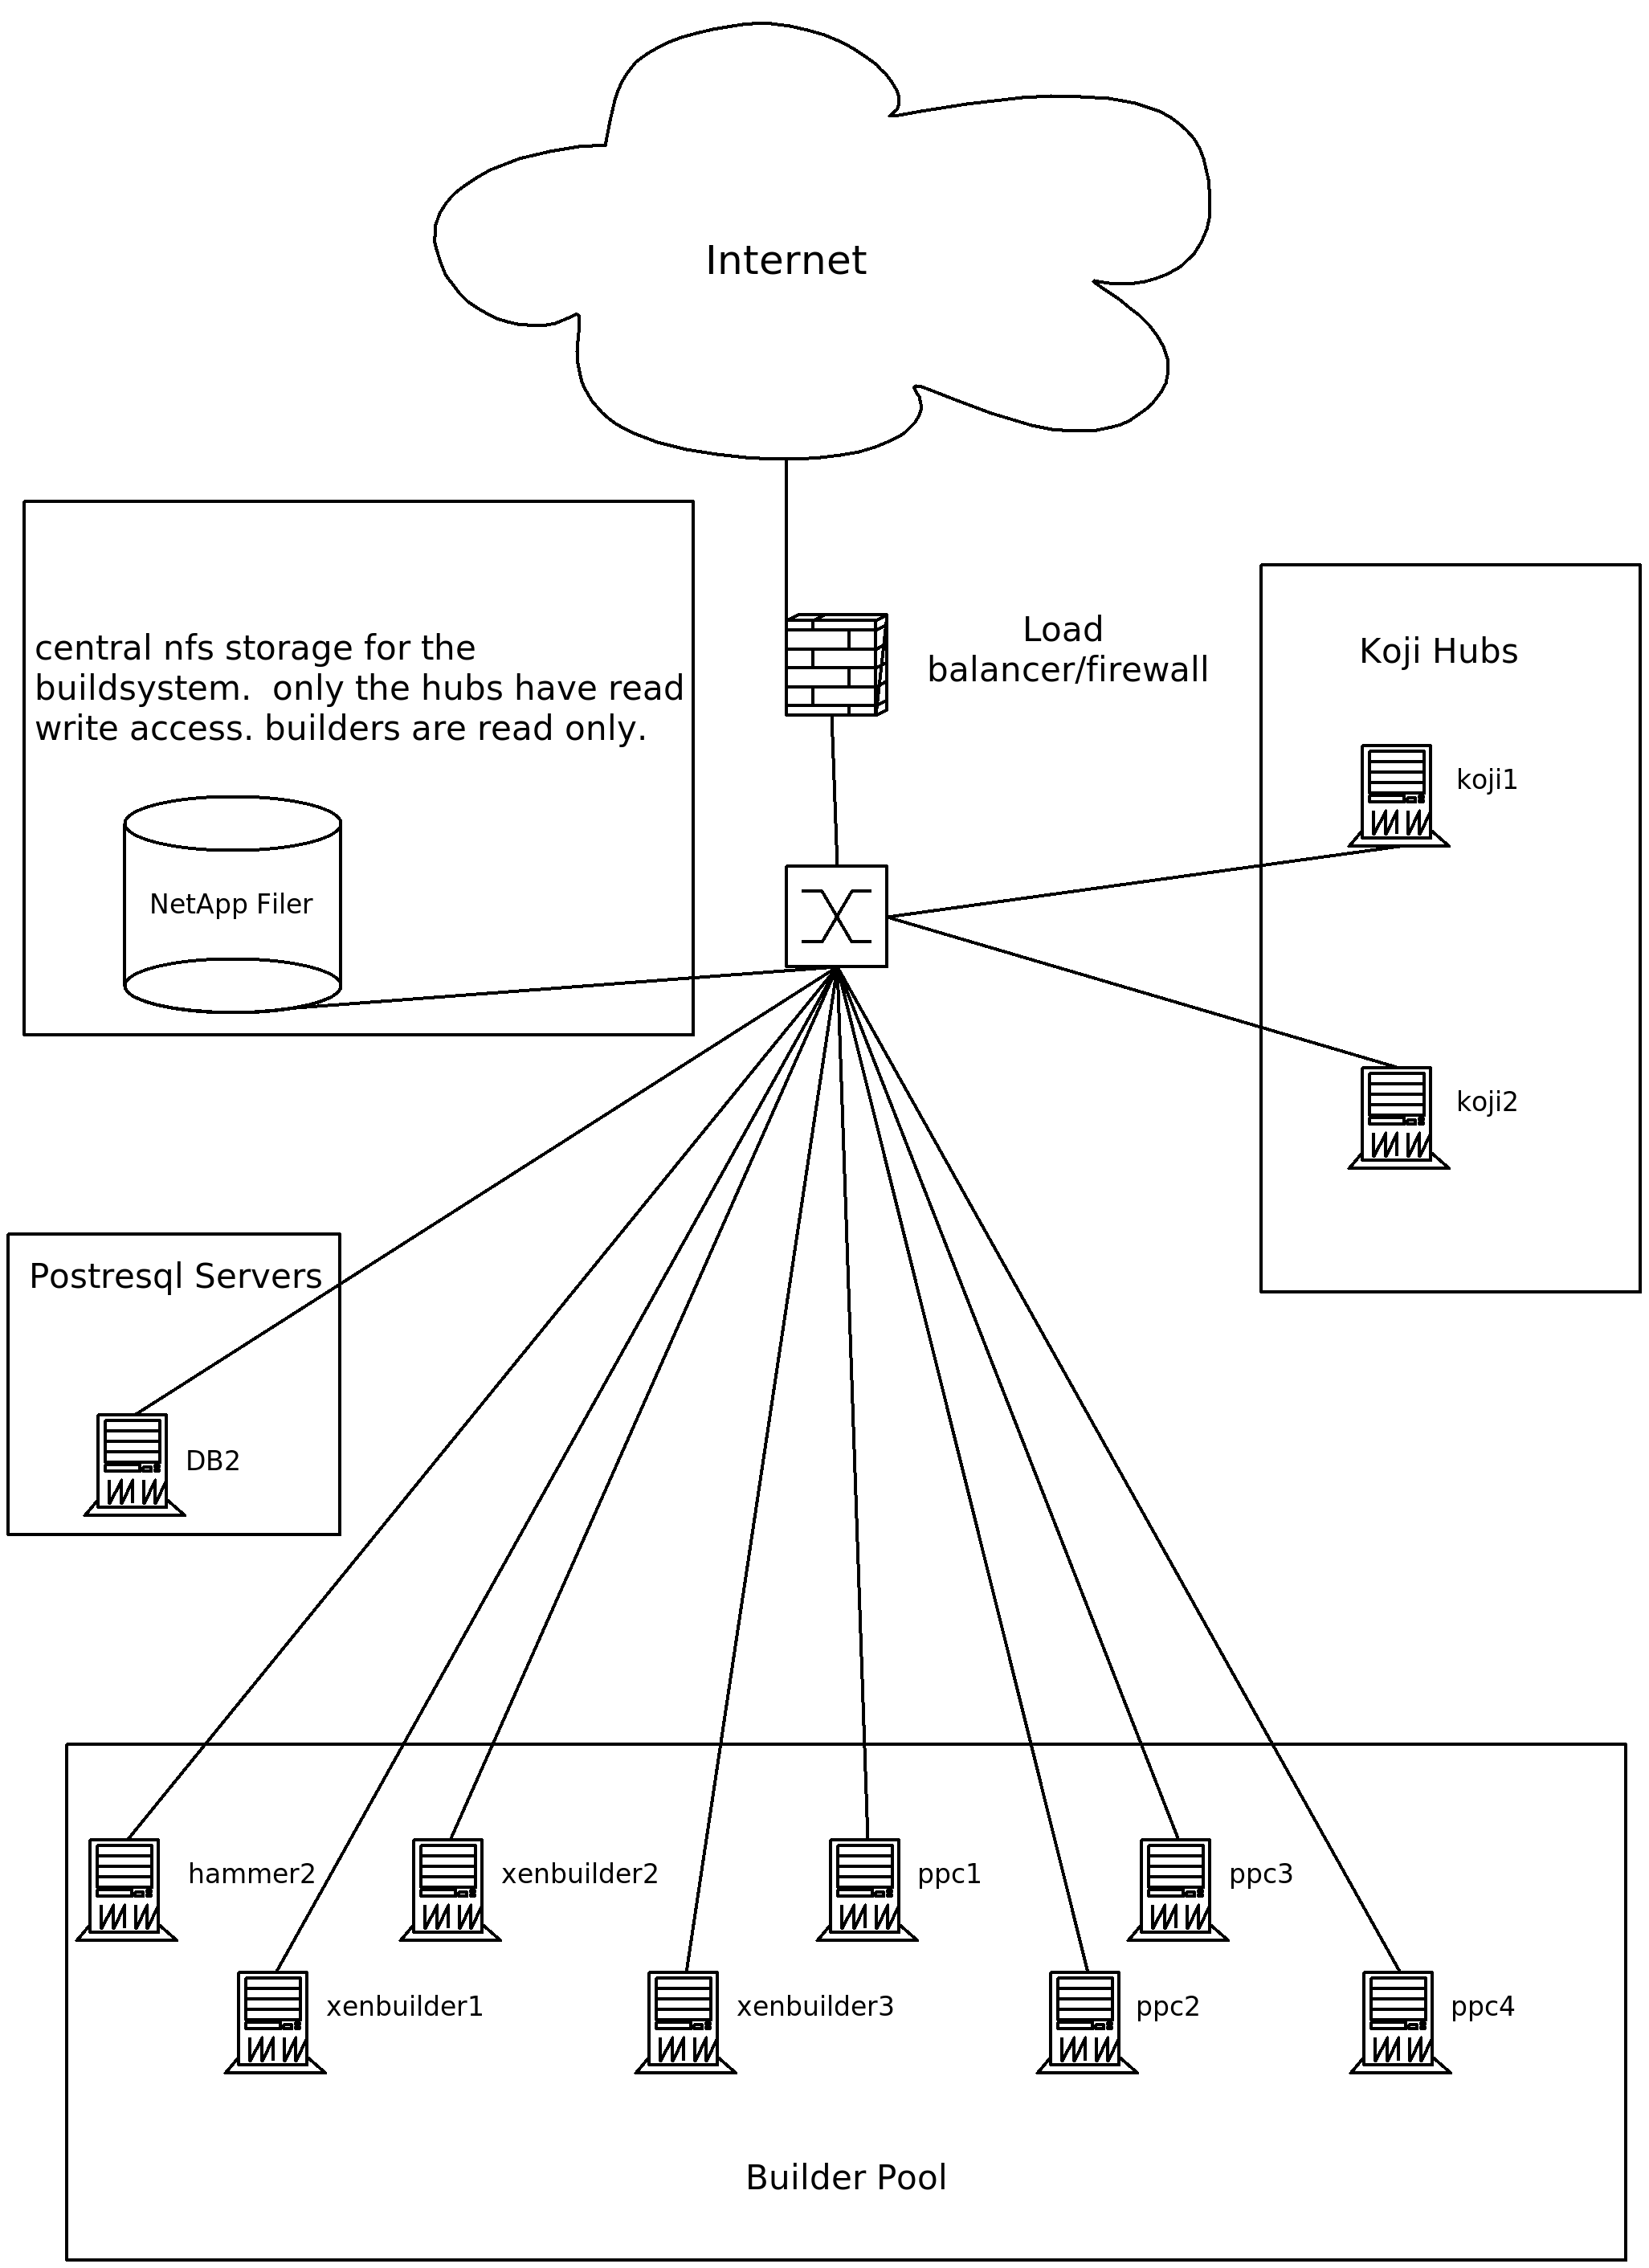 Internet
Load
balancer/firewall
central nfs storage for the
buildsystem.  only the hubs have read
write access. builders are read only.
NetApp Filer
Koji Hubs
koji1
koji2
Postresql Servers
DB2
hammer2
xenbuilder2
ppc1
ppc3
xenbuilder1
xenbuilder3
ppc2
ppc4
Builder Pool